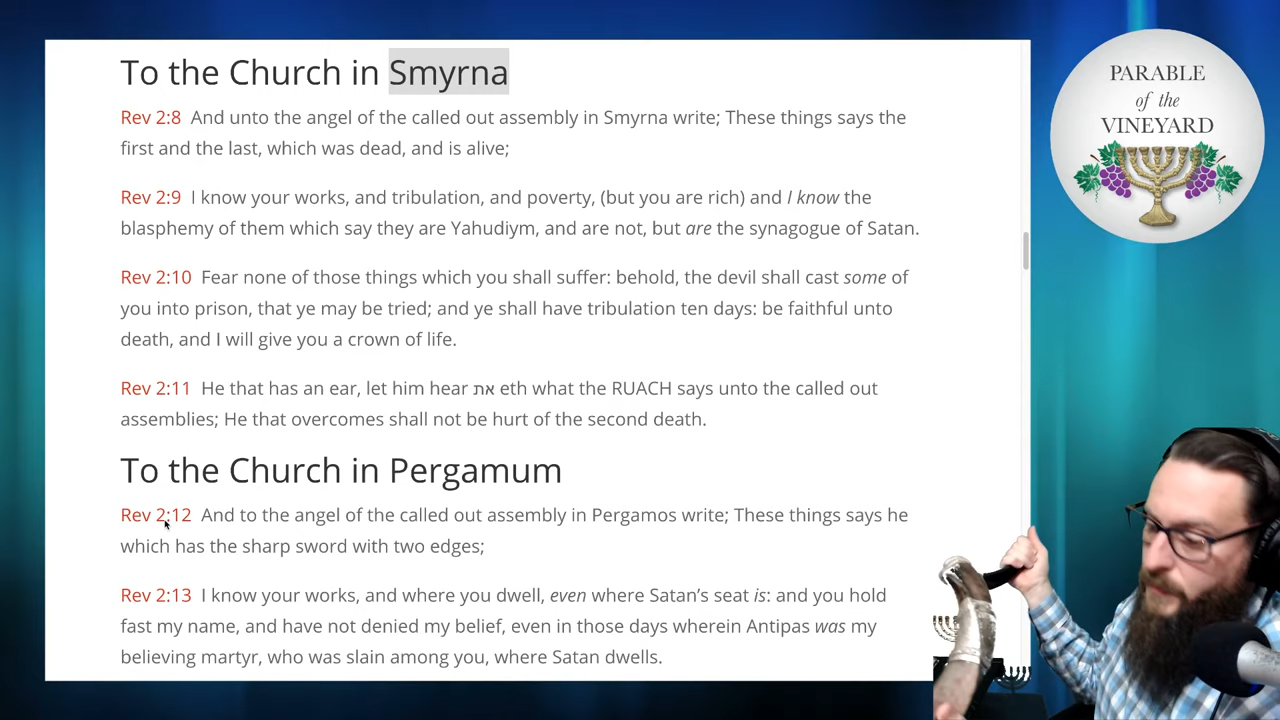 To the Church in Smyrna
Rev 2:8 And unto the angel of the called out assembly in Smyrna write; These things says the
first and the last, which was dead, and is alive;
Rev 2:9 I know your works, and tribulation, and poverty, (but you are rich) and I know the
blasphemy of them which say they are Yahudiym, and are not, but are the synagogue of Satan.
Rev 2:10 Fear none of those things which you shall suffer: behold, the devil shall cast some of
you into prison, that ye may be tried; and ye shall have tribulation ten days: be faithful unto
death, and I will give you a crown of life.
Rev 2:11 He that has an ear, let him hear את eth what the RUACH says unto the called out
assemblies; He that overcomes shall not be hurt of the second death.
To the Church in Pergamum
Rev 2:12 And to the angel of the called out assembly in Pergamos write; These things says he
which has the sharp sword with two edges;
Rev 2:13 I know your works, and where you dwell, even where Satan’s seat is: and you hold
fast my name, and have not denied my belief, even in those days wherein Antipas was my
believing martyr, who was slain among you, where Satan dwells.
PARABLE
of the
VINEYARD